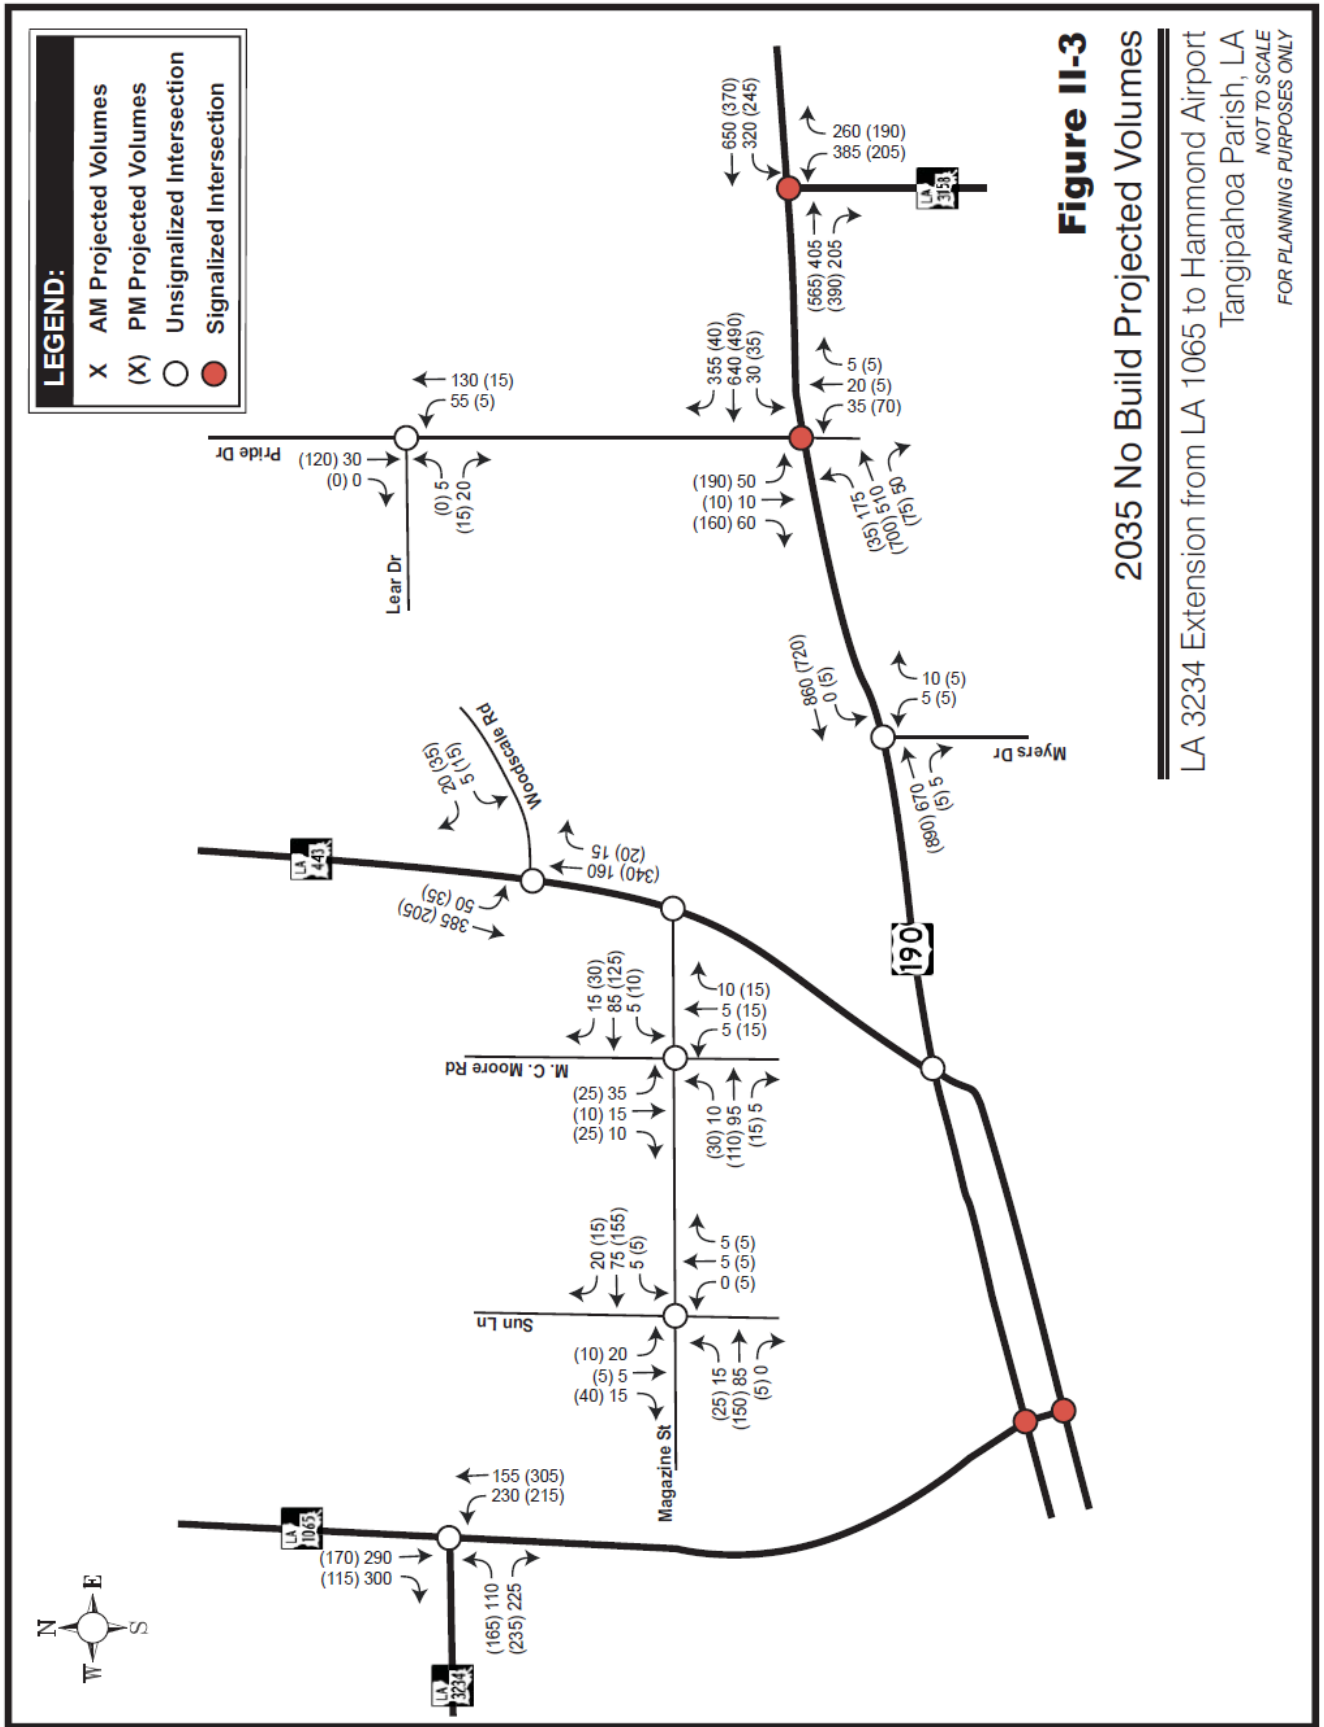 LEGEND:
X AM Projected Volumes
(X) PM Projected Volumes
Unsignalized Intersection
Signalized Intersection
Figure II-3
2035 No Build Projected Volumes
LA 3234 Extension from LA 1065 to Hammond Airport
Tangipahoa Parish, LA
NOT TO SCALE
FOR PLANNING PURPOSES ONLY
N
E
S
W
650 (370)
320 (245)
260 (190)
385 (205)
LA
3158
(565) 405
(390) 205
355 (40)
640 (490)
30 (35)
5 (5)
20 (5)
35 (70)
(190) 50
(10) 10
(160) 60
(35) 175
(700) 510
(75) 50
Pride Dr
130 (15)
55 (5)
(120) 30
(0) 0
(0) 5
(15) 20
Lear Dr
860 (720)
0 (5)
10 (5)
5 (5)
Myers Dr
(890) 670
(5) 5
Woodscale Rd
20 (35)
5 (15)
LA
443
385 (205)
50 (35)
(340) 160
(20) 15
190
15 (30)
85 (125)
5 (10)
10 (15)
5 (15)
5 (15)
M. C. Moore Rd
(25) 35
(10) 15
(25) 10
(30) 10
(110) 95
(15) 5
20 (15)
75 (155)
5 (5)
5 (5)
5 (5)
0 (5)
Sun Ln
(10) 20
(5) 5
(40) 15
(25) 15
(150) 85
(5) 0
Magazine St
155 (305)
230 (215)
LA
1065
(170) 290
(115) 300
(165) 110
(235) 225
LA
3234